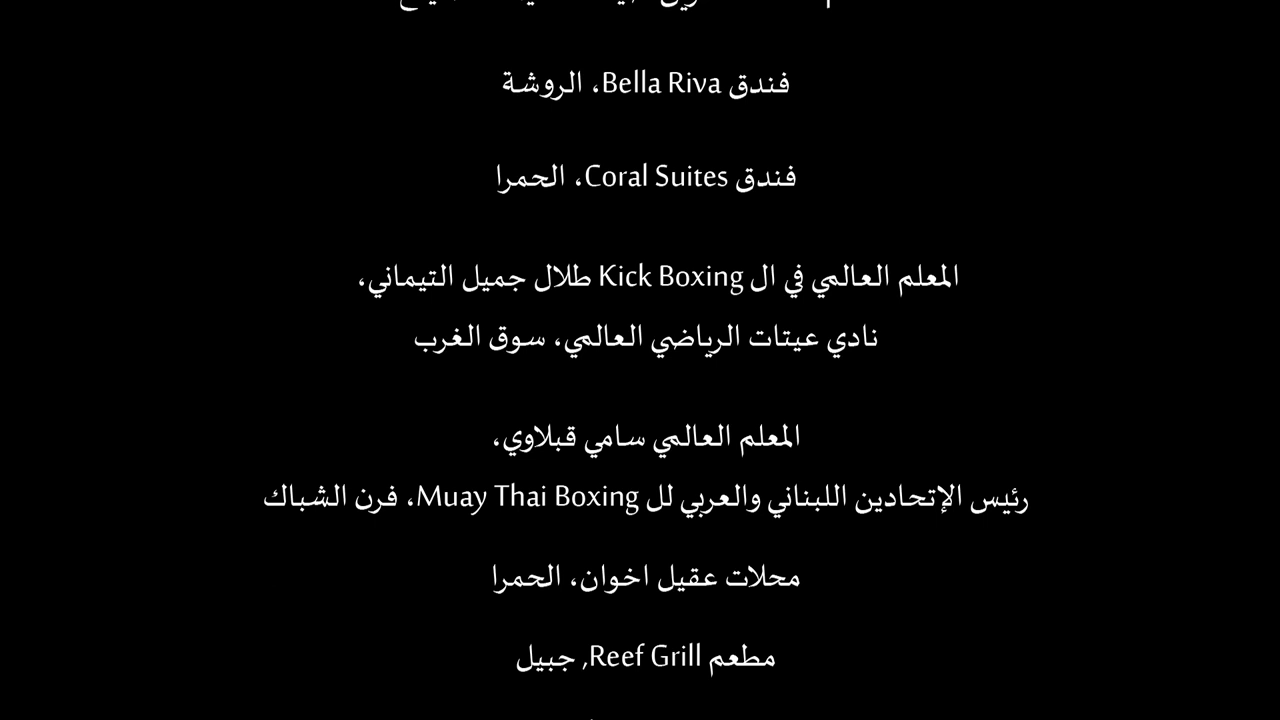 فندق Bella Riva، الروشة
فندق Coral Suites، الحمرا
المعلم العالمي في ال Kick Boxing طلال جميل التيماني،
نادي عيتات الرياضي العالمي، سوق الغرب
المعلم العالمي سامي قبلاوي،
رئيس الإتحادين اللبناني والعربي لل Muay Thai Boxing، فرن الشباك
محلات عقيل اخوان، الحمرا
مطعم Reef Grill, جبيل